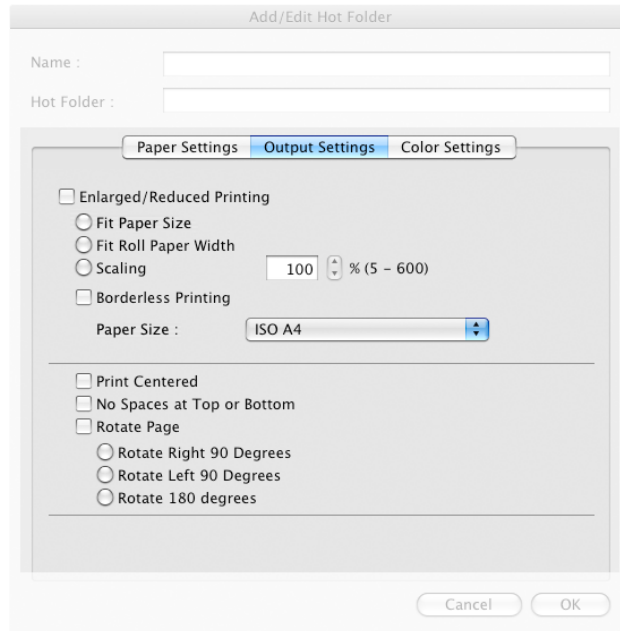 Add/Edit Hot Folder
Name :
Hot Folder :
Paper Settings Output Settings Color Settings
Enlarged/Reduced Printing
Fit Paper Size
Fit Roll Paper Width
Scaling 100 % (5 – 600)
Borderless Printing
Paper Size : ISO A4
Print Centered
No Spaces at Top or Bottom
Rotate Page
Rotate Right 90 Degrees
Rotate Left 90 Degrees
Rotate 180 degrees
Cancel OK